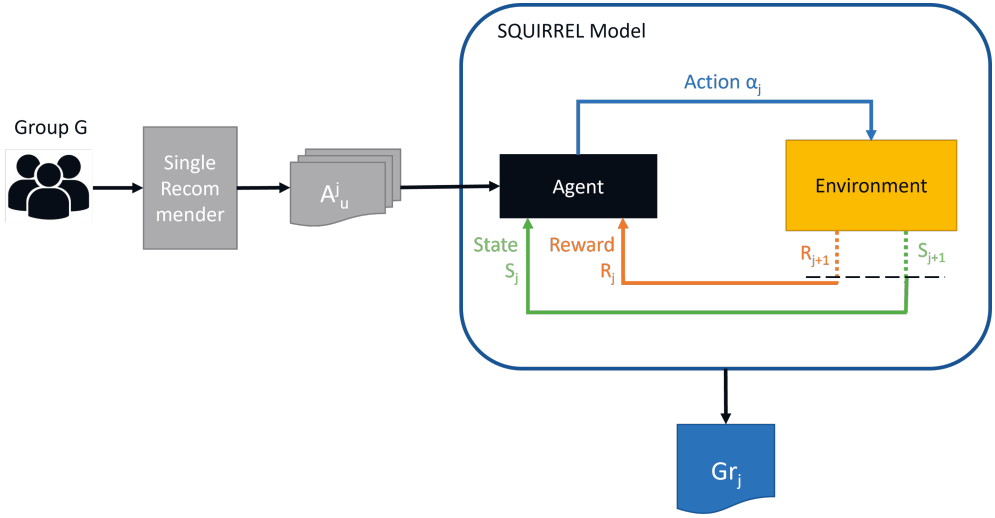 SQUIRREL Model
Action αⱼ
Group G
Single
Recom
mender
Aᵤʲ
Agent
Environment
State
Sⱼ
Reward
Rⱼ
Rⱼ₊₁
Sⱼ₊₁
Grⱼ